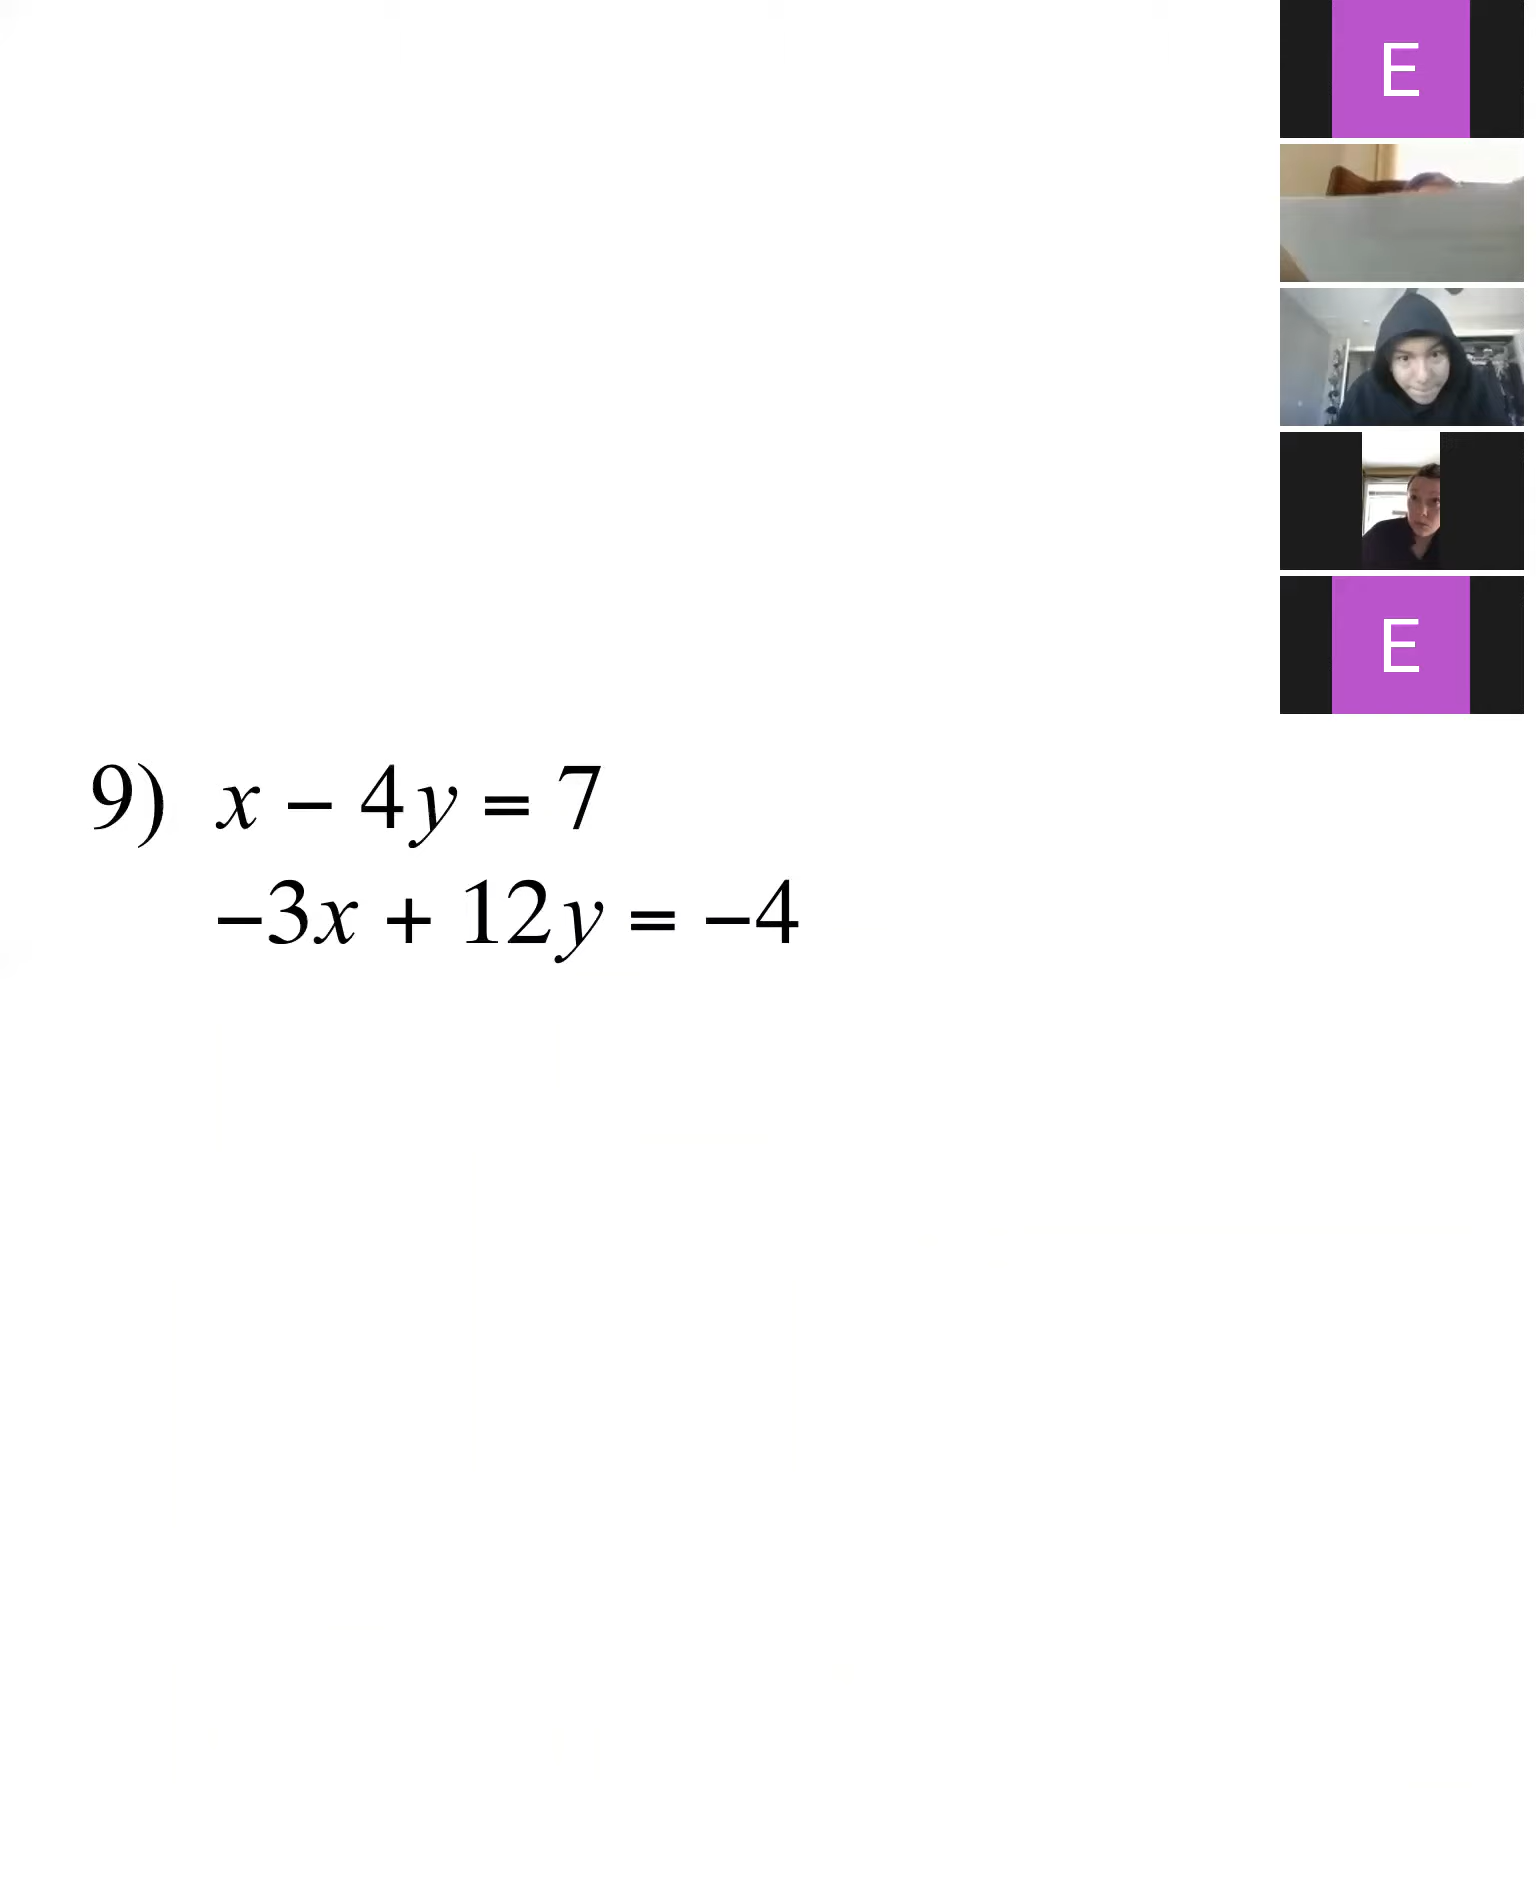 E
E
9) x − 4y = 7
−3x + 12y = −4